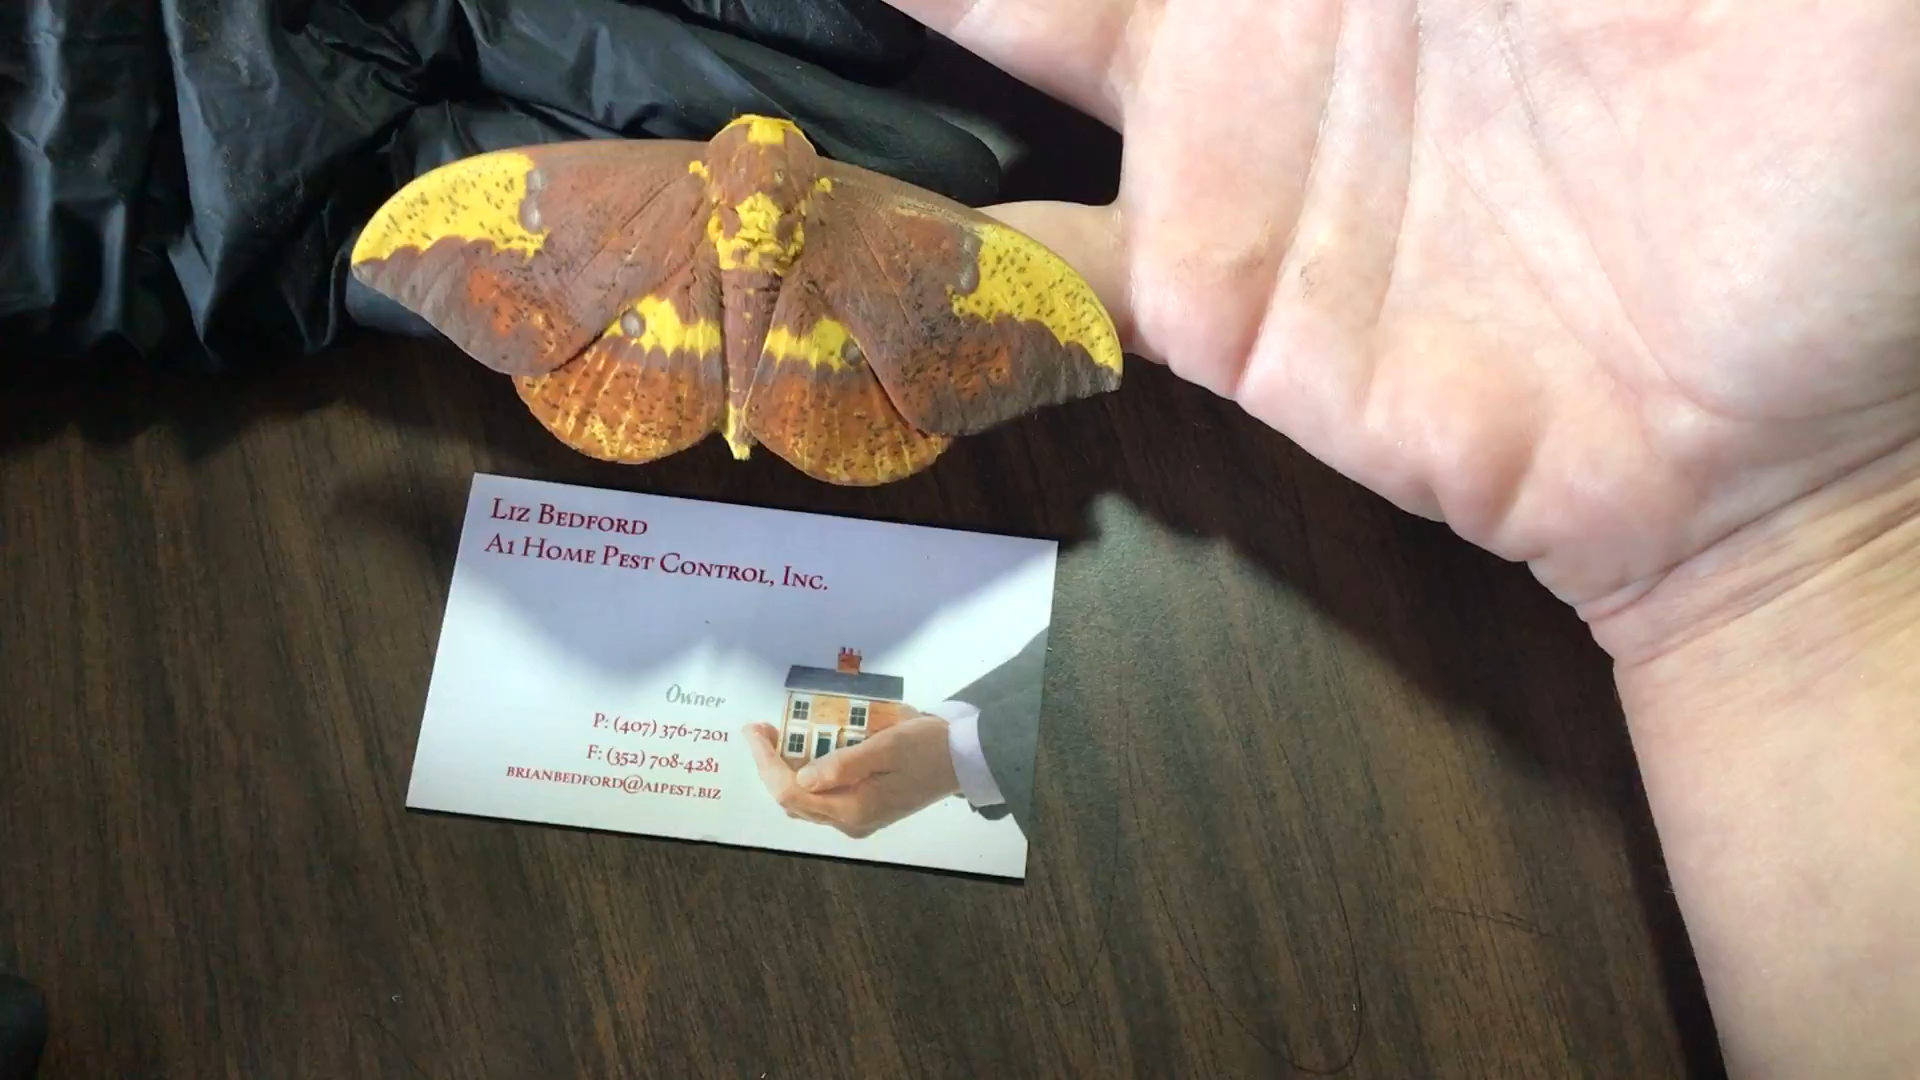 Liz Bedford
A1 Home Pest Control, Inc.
Owner
P: (407) 376-7201
F: (352) 708-4281
brianbedford@a1pest.biz